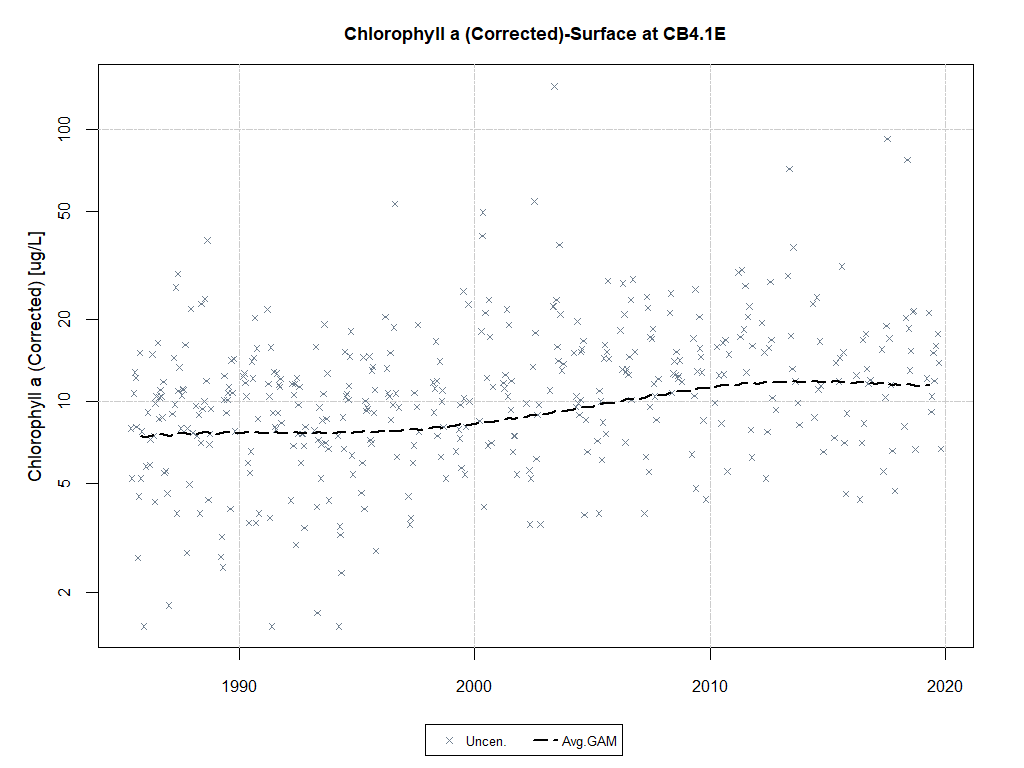 Chlorophyll a (Corrected)-Surface at CB4.1E
Chlorophyll a (Corrected) [ug/L]
100
50
20
10
5
2
1990
2000
2010
2020
Uncen.
Avg.GAM